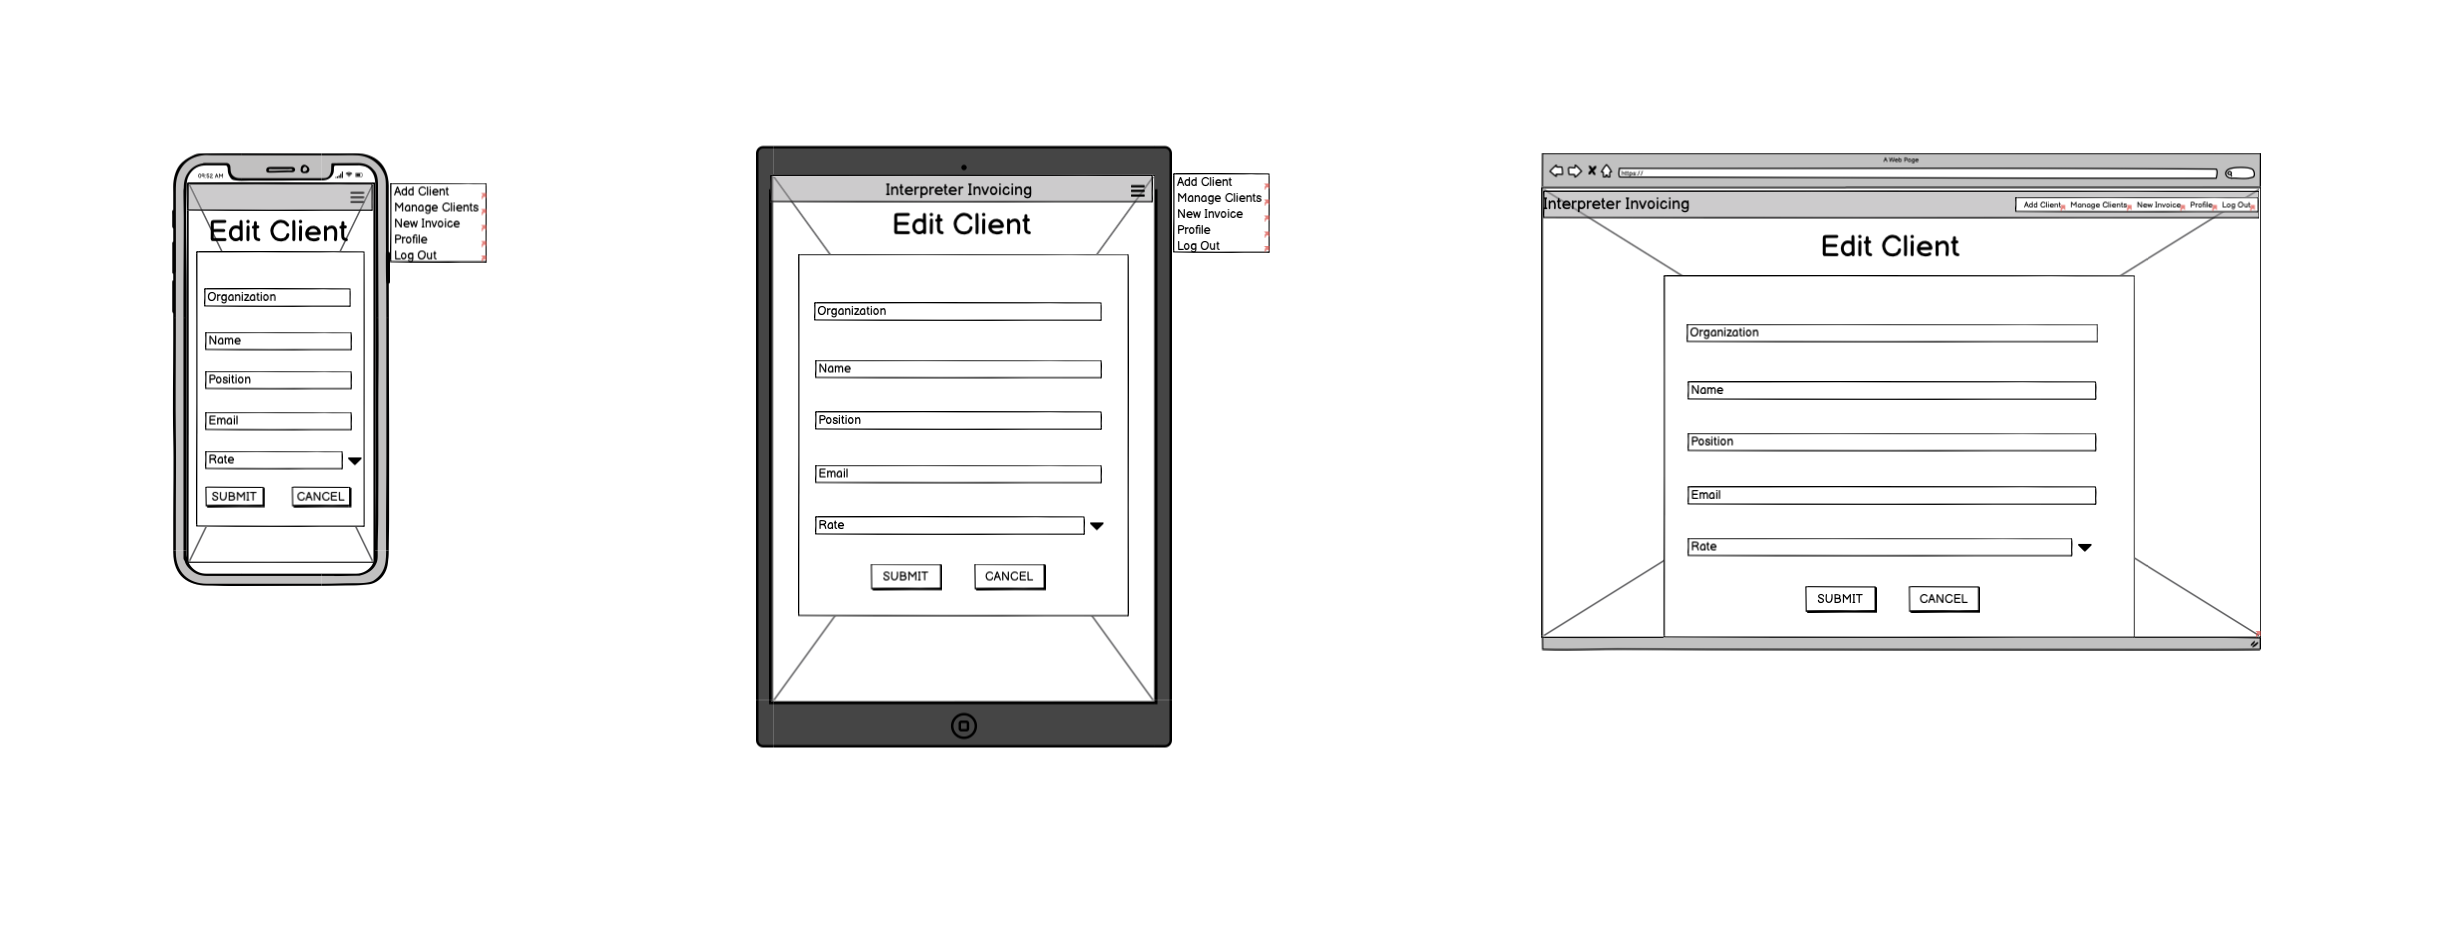 09:52 AM
Edit Client
Organization
Name
Position
Email
Rate
SUBMIT CANCEL
Add Client
Manage Clients
New Invoice
Profile
Log Out
Interpreter Invoicing
Edit Client
Organization
Name
Position
Email
Rate
SUBMIT CANCEL
Add Client
Manage Clients
New Invoice
Profile
Log Out
A Web Page
https://
Interpreter Invoicing
Add Client Manage Clients New Invoice Profile Log Out
Edit Client
Organization
Name
Position
Email
Rate
SUBMIT CANCEL